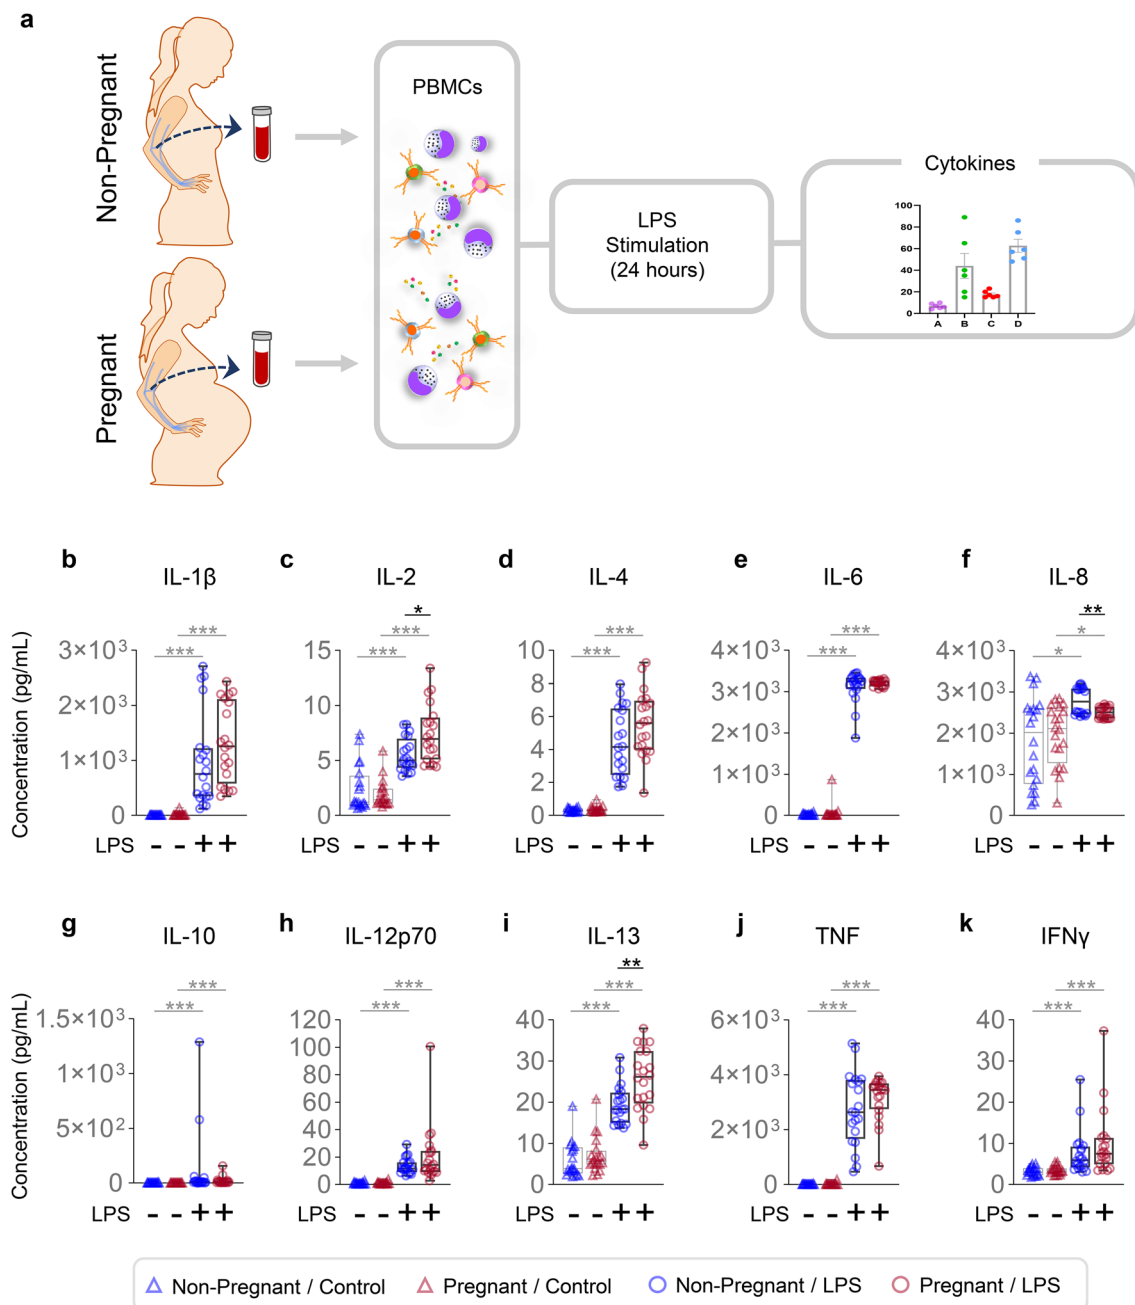 a
Non-Pregnant
Pregnant
PBMCs
LPS
Stimulation
(24 hours)
Cytokines
100
80
60
40
20
0
A B C D
b IL-1β
c IL-2
d IL-4
e IL-6
f IL-8
Concentration (pg/mL)
3×10³
2×10³
1×10³
0
*** ***
LPS - - + +
15
10
5
0
*** *** *
- - + +
10
8
6
4
2
0
*** ***
LPS - - + +
4×10³
3×10³
2×10³
1×10³
0
*** ***
LPS - - + +
4×10³
3×10³
2×10³
1×10³
0
* * **
LPS - - + +
g IL-10
h IL-12p70
i IL-13
j TNF
k IFNγ
Concentration (pg/mL)
1.5×10³
1×10³
5×10²
0
*** ***
LPS - - + +
120
100
80
60
40
20
0
*** ***
LPS - - + +
40
30
20
10
0
*** *** **
LPS - - + +
6×10³
4×10³
2×10³
0
*** ***
LPS - - + +
40
30
20
10
0
*** ***
LPS - - + +
Non-Pregnant / Control Pregnant / Control Non-Pregnant / LPS Pregnant / LPS